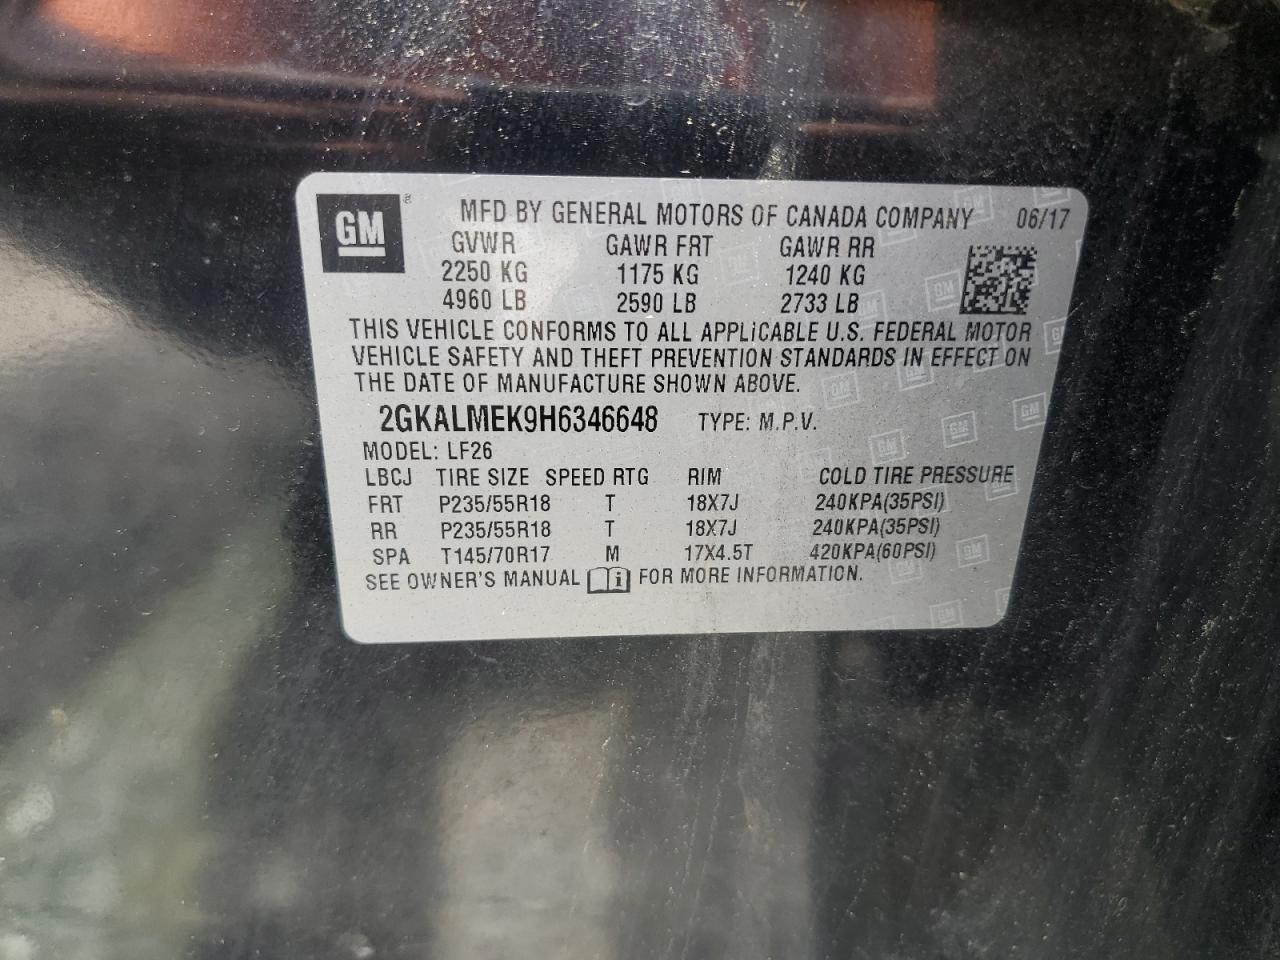 GM ® MFD BY GENERAL MOTORS OF CANADA COMPANY 06/17
GVWR GAWR FRT GAWR RR
2250 KG 1175 KG 1240 KG
4960 LB 2590 LB 2733 LB
THIS VEHICLE CONFORMS TO ALL APPLiCABLE U.S. FEDERAL MOTOR
VEHICLE SAFETY AND THEFT PREVENTION STANDARDS IN EFFECT ON
THE DATE OF MANUFACTURE SHOWN ABOVE.
2GKALMEK9H6346648 TYPE: M.P.V.
MODEL: LF26
LBCJ TIRE SIZE SPEED RTG RIM COLD TIRE PRESSURE
FRT P235/55R18 T 18X7J 240KPA(35PSI)
RR P235/55R18 T 18X7J 240KPA(35PSI)
SPA T145/70R17 M 17X4.5T 420KPA(60PSI)
SEE OWNER'S MANUAL i FOR MORE INFORMATION.